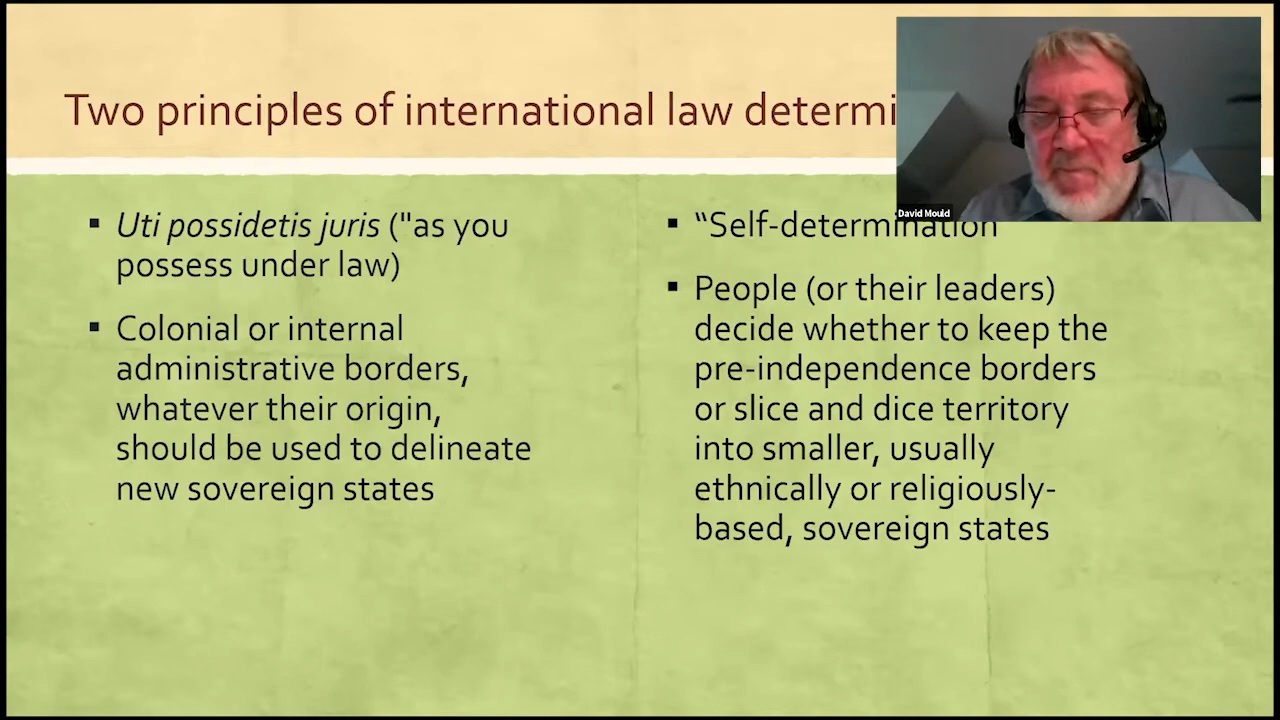 Two principles of international law determi
▪ Uti possidetis juris ("as you
possess under law)
▪ Colonial or internal
administrative borders,
whatever their origin,
should be used to delineate
new sovereign states
▪ “Self-determination
▪ People (or their leaders)
decide whether to keep the
pre-independence borders
or slice and dice territory
into smaller, usually
ethnically or religiously-
based, sovereign states
David Mould